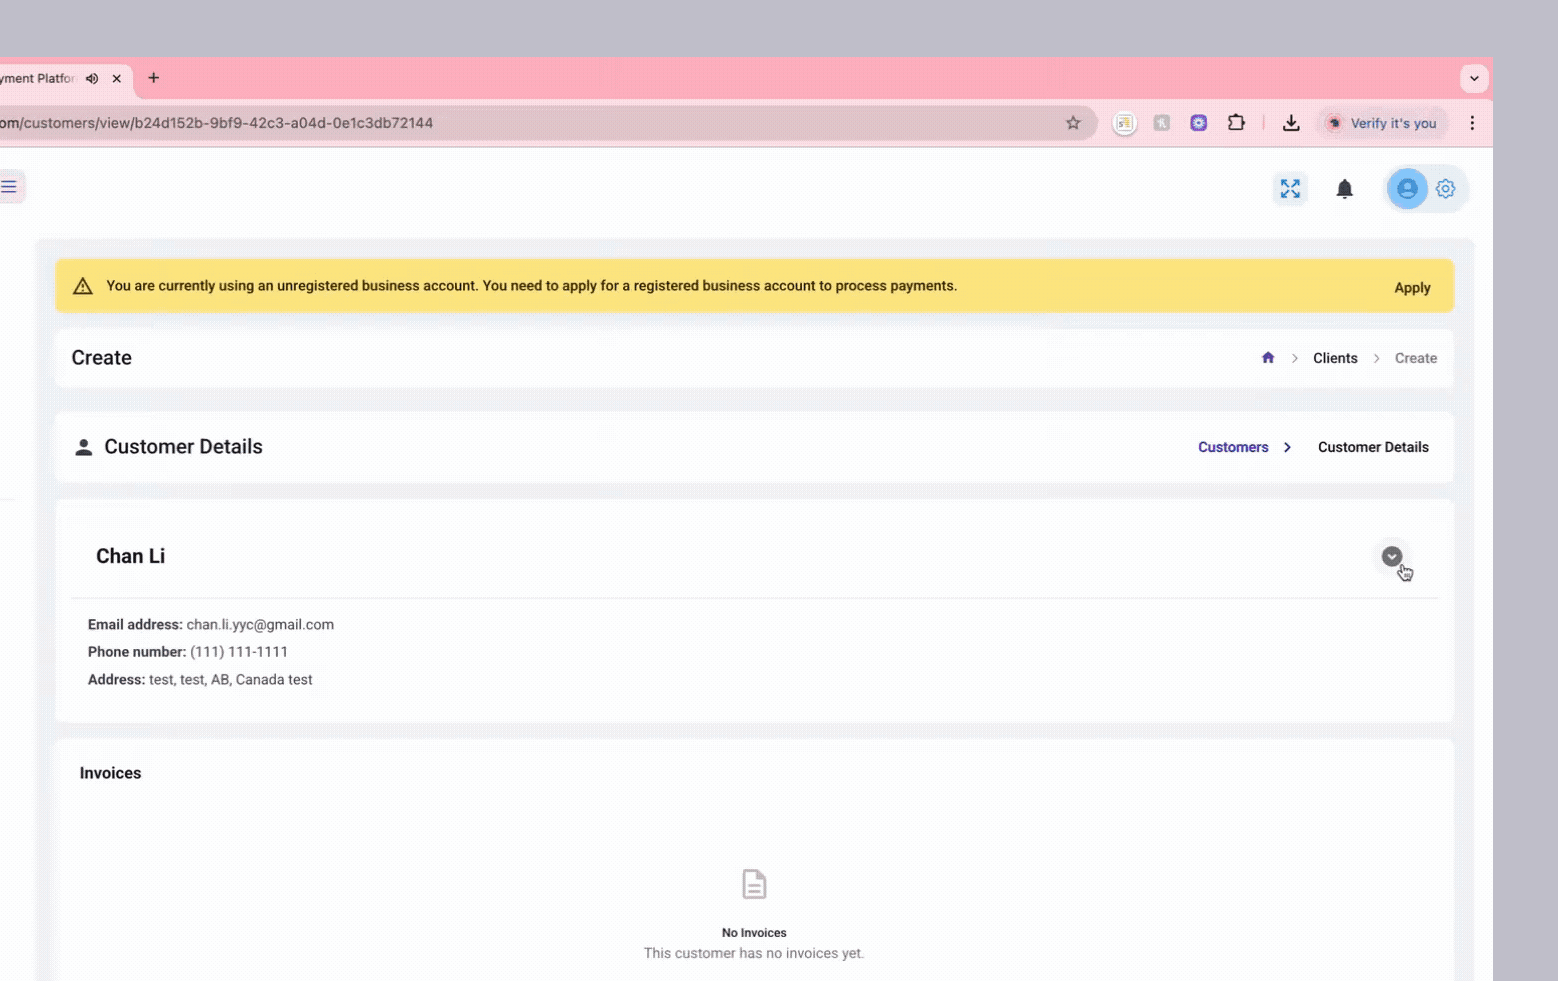 yment Platfor
om/customers/view/b24d152b-9bf9-42c3-a04d-0e1c3db72144
Verify it's you
You are currently using an unregistered business account. You need to apply for a registered business account to process payments.
Apply
Create
Clients
Create
Customer Details
Customers
Customer Details
Chan Li
Email address: chan.li.yyc@gmail.com
Phone number: (111) 111-1111
Address: test, test, AB, Canada test
Invoices
No Invoices
This customer has no invoices yet.